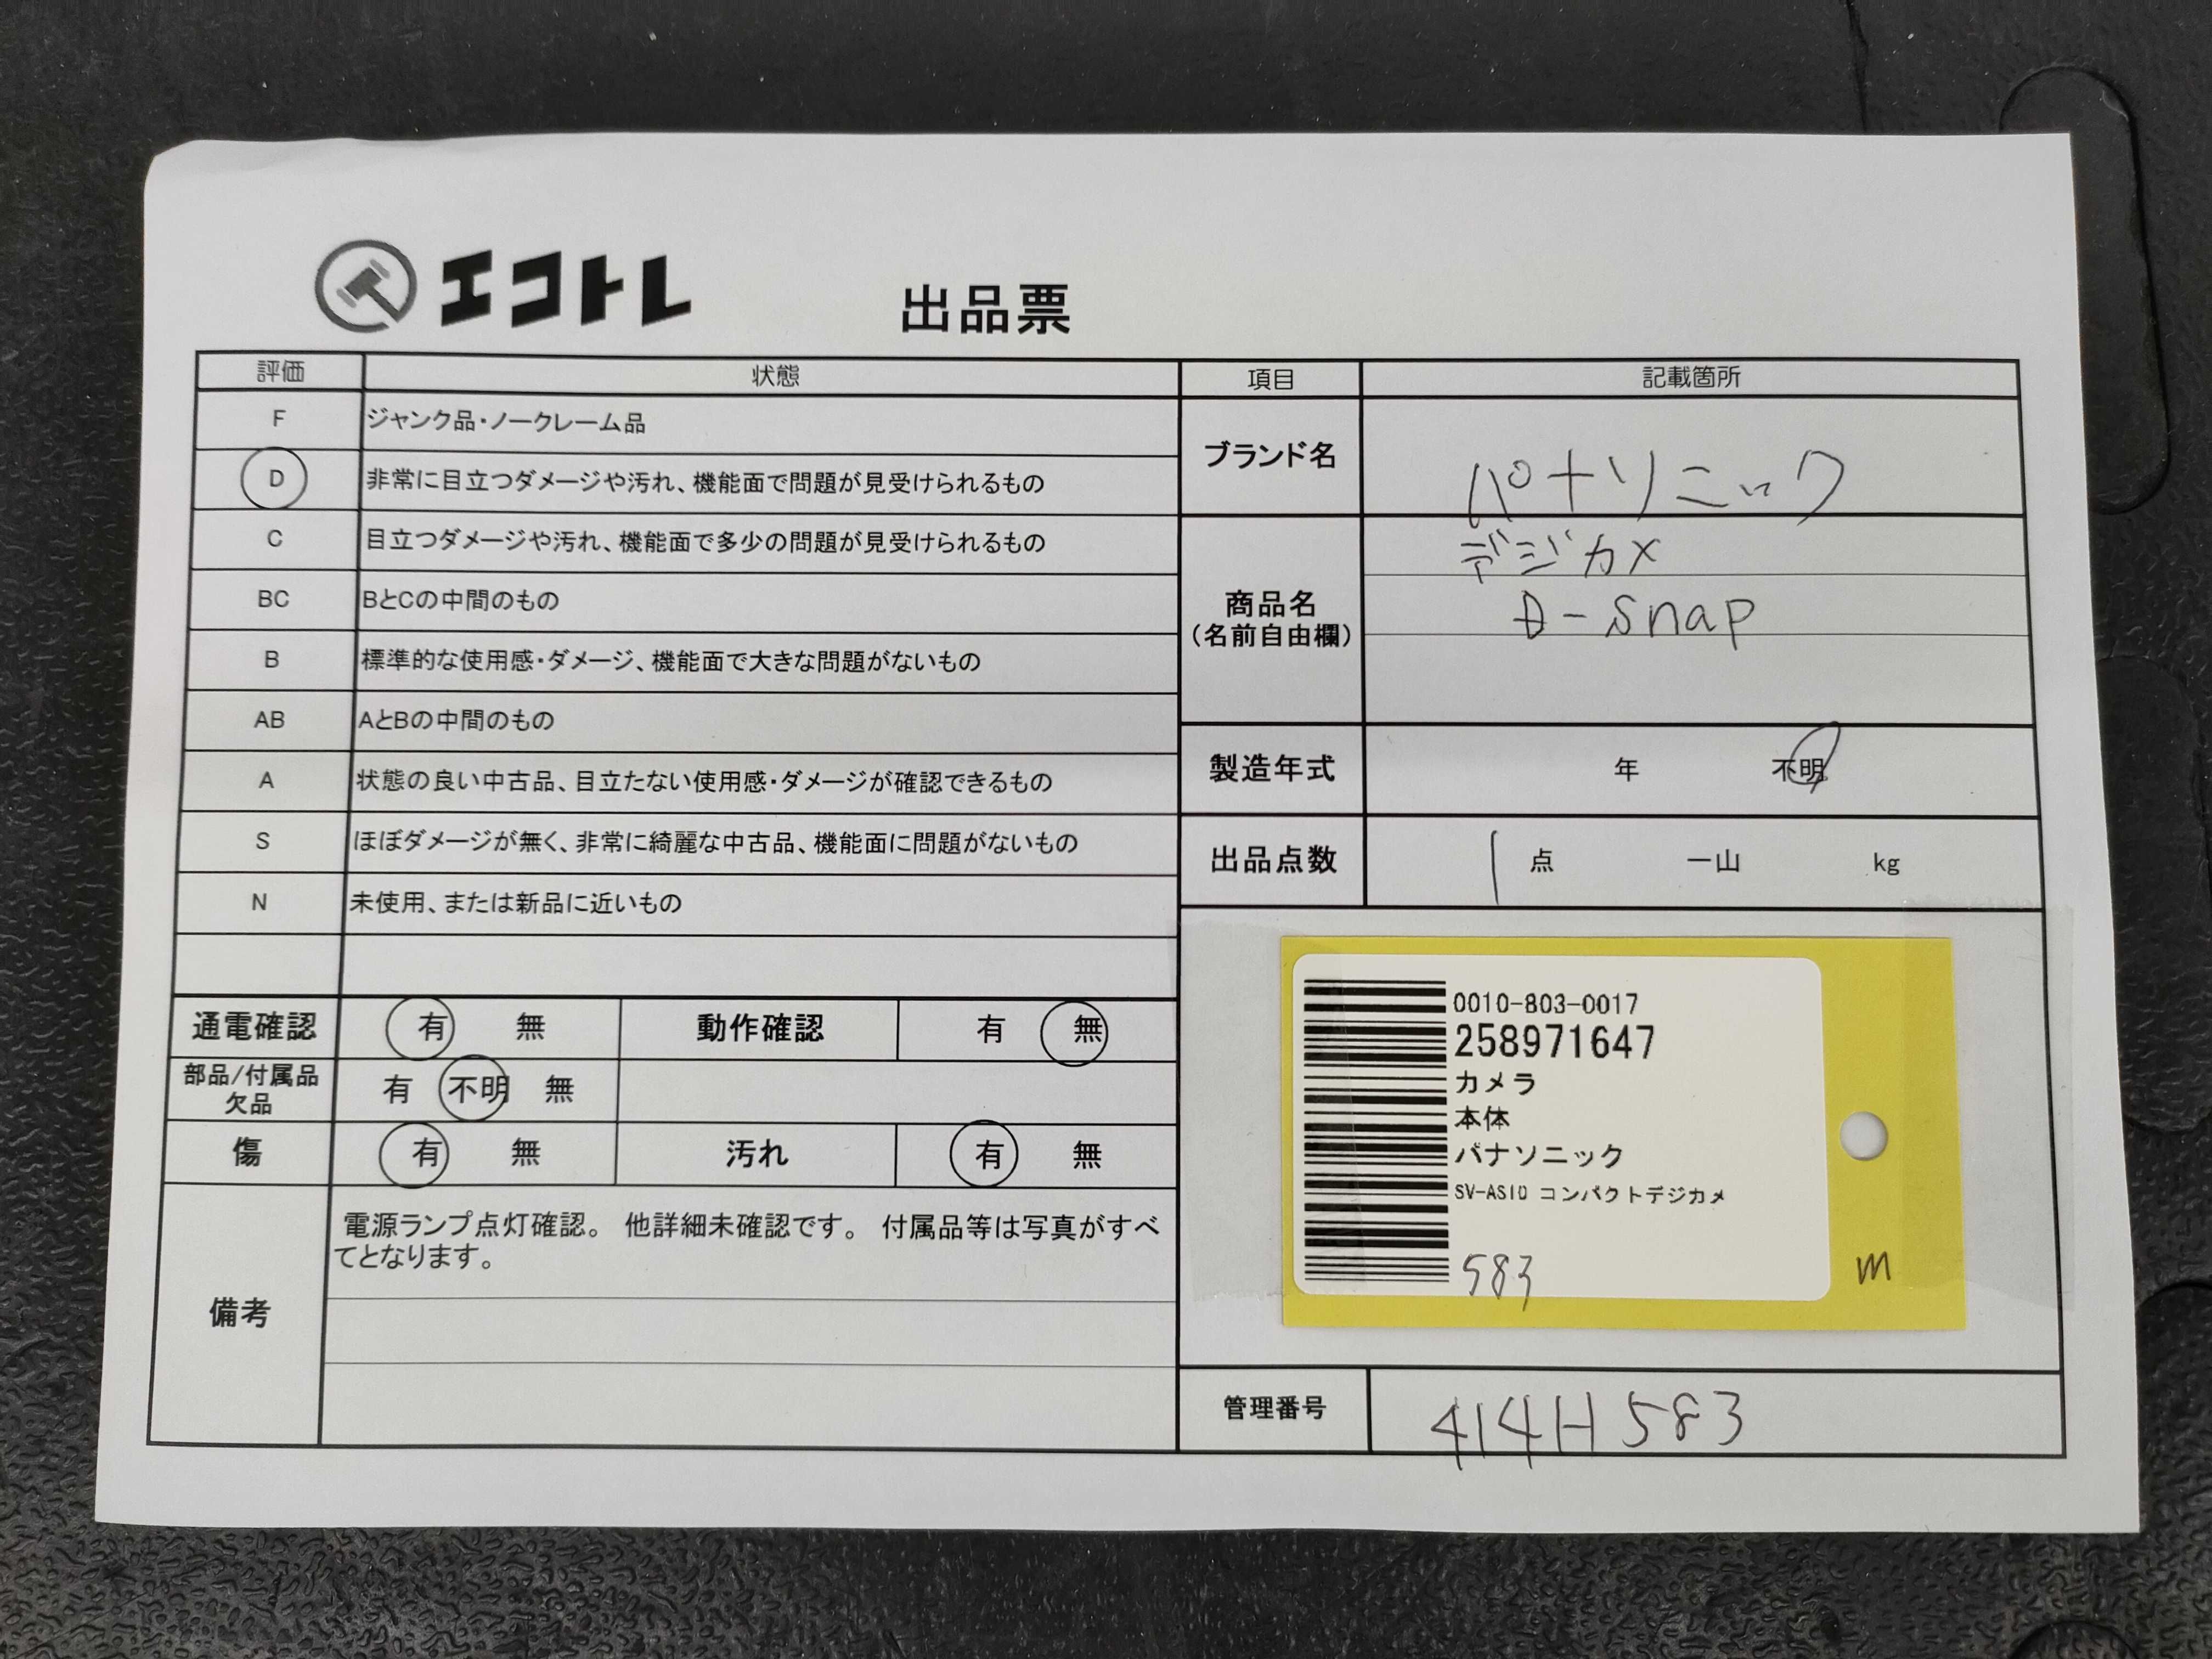 エコトレ
出品票
評価 状態
F ジャンク品・ノークレーム品
D 非常に目立つダメージや汚れ、機能面で問題が見受けられるもの
C 目立つダメージや汚れ、機能面で多少の問題が見受けられるもの
BC BとCの中間のもの
B 標準的な使用感・ダメージ、機能面で大きな問題がないもの
AB AとBの中間のもの
A 状態の良い中古品、目立たない使用感・ダメージが確認できるもの
S ほぼダメージが無く、非常に綺麗な中古品、機能面に問題がないもの
N 未使用、または新品に近いもの
通電確認 有 無 動作確認 有 無
部品/付属品
欠品 有 不明 無
傷 有 無 汚れ 有 無
備考
電源ランプ点灯確認。 他詳細未確認です。 付属品等は写真がすべ
てとなります。
項目 記載箇所
ブランド名 パナソニック
商品名
(名前自由欄)
デジカメ
D-snap
製造年式 年 不明
出品点数 1 点 一山 kg
0010-803-0017
258971647
カメラ
本体
パナソニック
SV-AS10 コンパクトデジカメ
583
m
管理番号 414H583